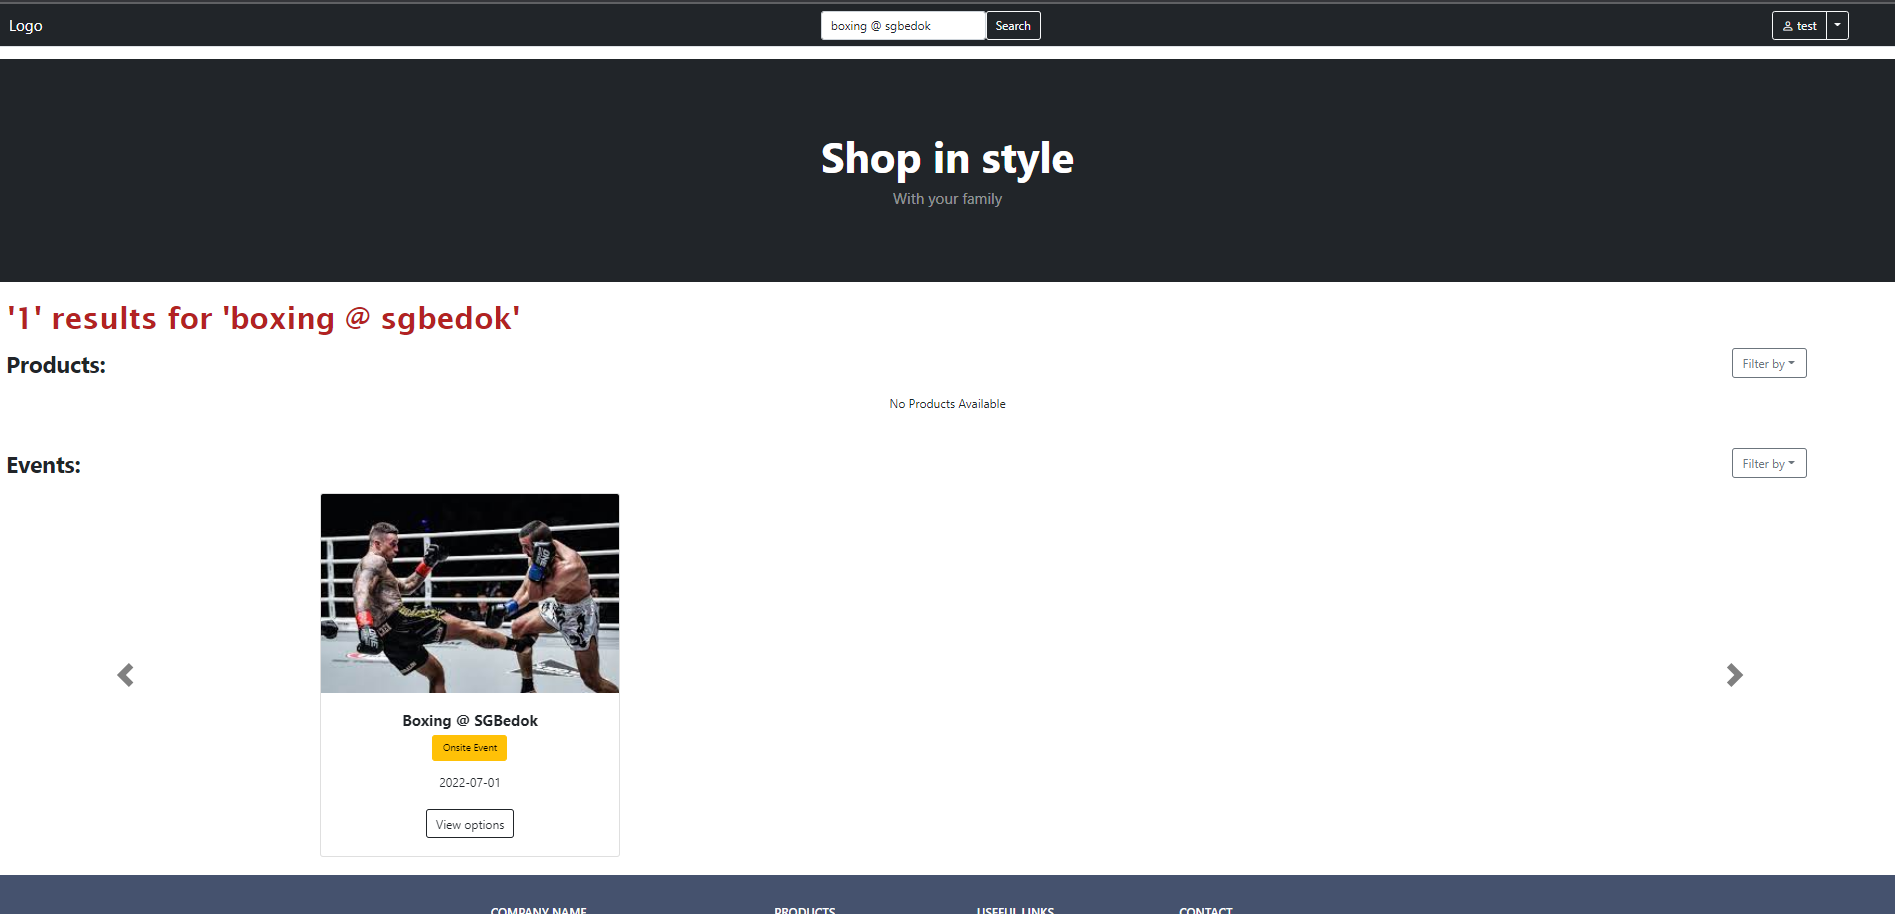 Logo
boxing @ sgbedok
Search
test
Shop in style
With your family
'1' results for 'boxing @ sgbedok'
Products:
Filter by
No Products Available
Events:
Filter by
Boxing @ SGBedok
Onsite Event
2022-07-01
View options
COMPANY NAME
PRODUCTS
USEFUL LINKS
CONTACT